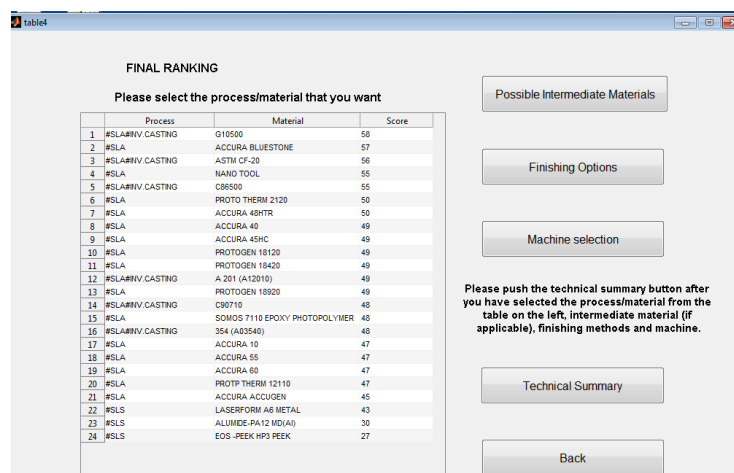 table4
FINAL RANKING
Please select the process/material that you want
Process Material Score
1 #SLA#INV.CASTING G10500 58
2 #SLA ACCURA BLUESTONE 57
3 #SLA#INV.CASTING ASTM CF-20 56
4 #SLA NANO TOOL 55
5 #SLA#INV.CASTING C86500 55
6 #SLA PROTO THERM 2120 50
7 #SLA ACCURA 48HTR 50
8 #SLA ACCURA 40 49
9 #SLA ACCURA 45HC 49
10 #SLA PROTOGEN 18120 49
11 #SLA PROTOGEN 18420 49
12 #SLA#INV.CASTING A 201 (A12010) 49
13 #SLA PROTOGEN 18920 49
14 #SLA#INV.CASTING C90710 48
15 #SLA SOMOS 7110 EPOXY PHOTOPOLYMER 48
16 #SLA#INV.CASTING 354 (A03540) 48
17 #SLA ACCURA 10 47
18 #SLA ACCURA 55 47
19 #SLA ACCURA 60 47
20 #SLA PROTP THERM 12110 47
21 #SLA ACCURA ACCUGEN 45
22 #SLS LASERFORM A6 METAL 43
23 #SLS ALUMIDE-PA12 MD(Al) 30
24 #SLS EOS -PEEK HP3 PEEK 27
Possible Intermediate Materials
Finishing Options
Machine selection
Please push the technical summary button after
you have selected the process/material from the
table on the left, intermediate material (if
applicable), finishing methods and machine.
Technical Summary
Back